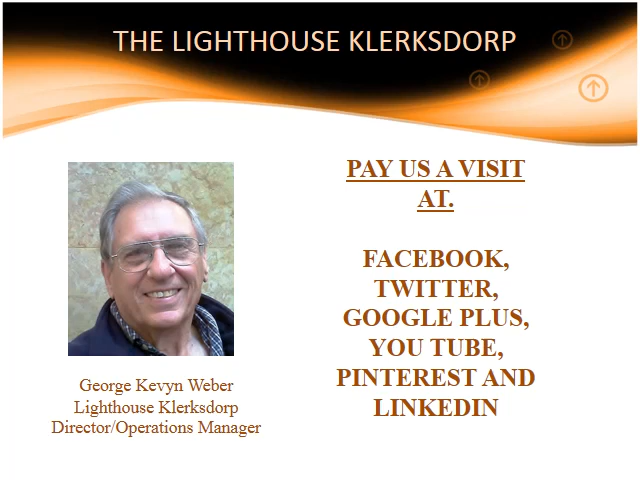 THE LIGHTHOUSE KLERKSDORP
PAY US A VISIT
AT.
FACEBOOK,
TWITTER,
GOOGLE PLUS,
YOU TUBE,
PINTEREST AND
LINKEDIN
George Kevyn Weber
Lighthouse Klerksdorp
Director/Operations Manager